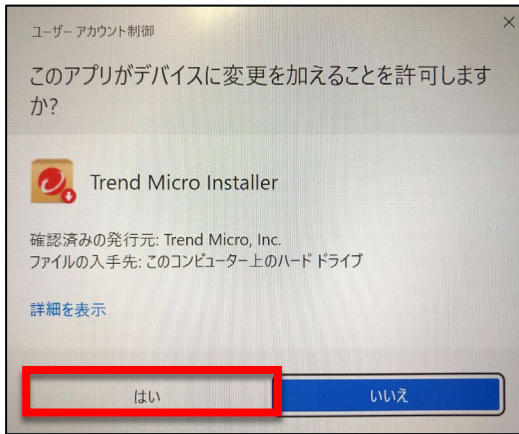 ユーザー アカウント制御
このアプリがデバイスに変更を加えることを許可します
か?
Trend Micro Installer
確認済みの発行元: Trend Micro, Inc.
ファイルの入手先: このコンピューター上のハード ドライブ
詳細を表示
はい
いいえ